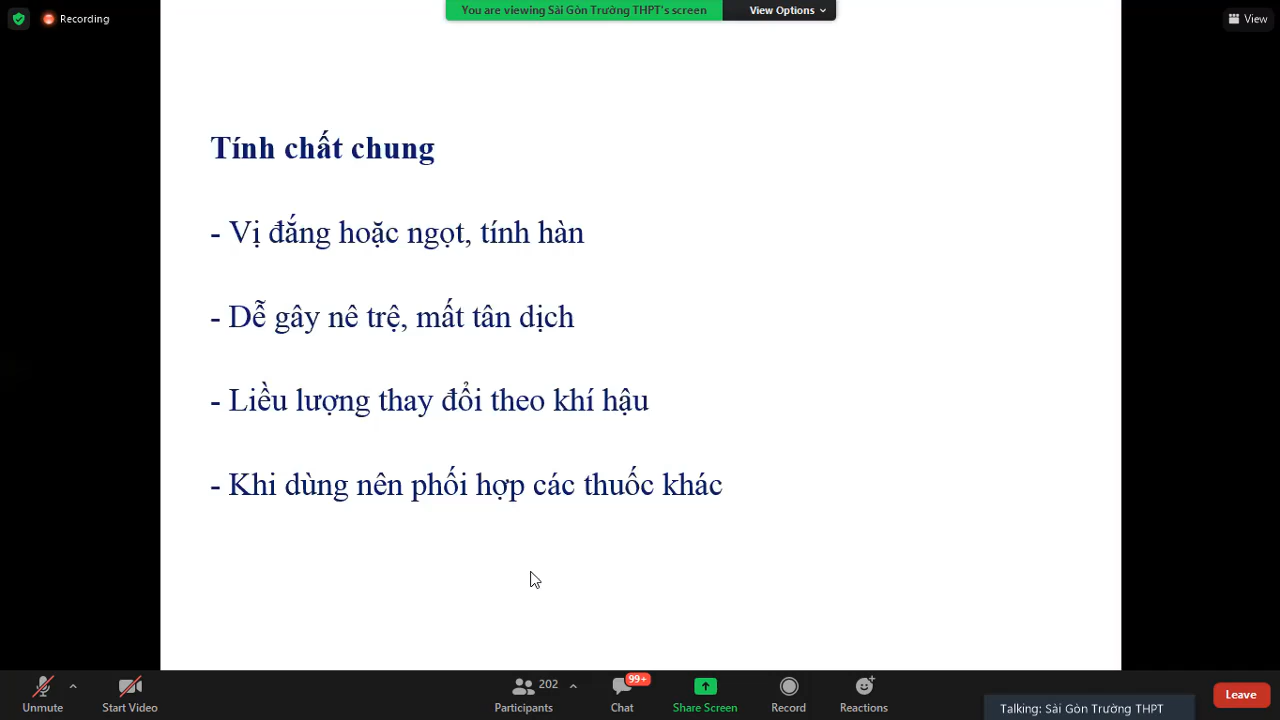 Recording
You are viewing Sài Gòn Trường THPT's screen
View Options
View
Tính chất chung
- Vị đắng hoặc ngọt, tính hàn
- Dễ gây nê trệ, mất tân dịch
- Liều lượng thay đổi theo khí hậu
- Khi dùng nên phối hợp các thuốc khác
202
99+
Unmute
Start Video
Participants
Chat
Share Screen
Record
Reactions
Talking: Sài Gòn Trường THPT
Leave